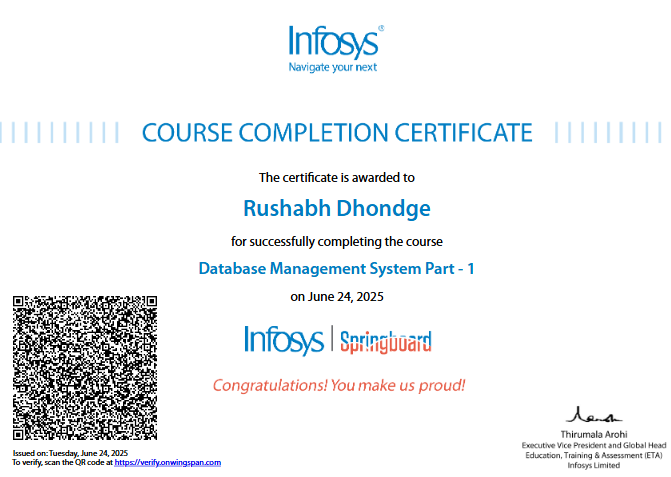 Infosys®
Navigate your next
COURSE COMPLETION CERTIFICATE
The certificate is awarded to
Rushabh Dhondge
for successfully completing the course
Database Management System Part - 1
on June 24, 2025
Infosys | Springboard
Congratulations! You make us proud!
Issued on: Tuesday, June 24, 2025
To verify, scan the QR code at https://verify.onwingspan.com
Thirumala Arohi
Executive Vice President and Global Head
Education, Training & Assessment (ETA)
Infosys Limited